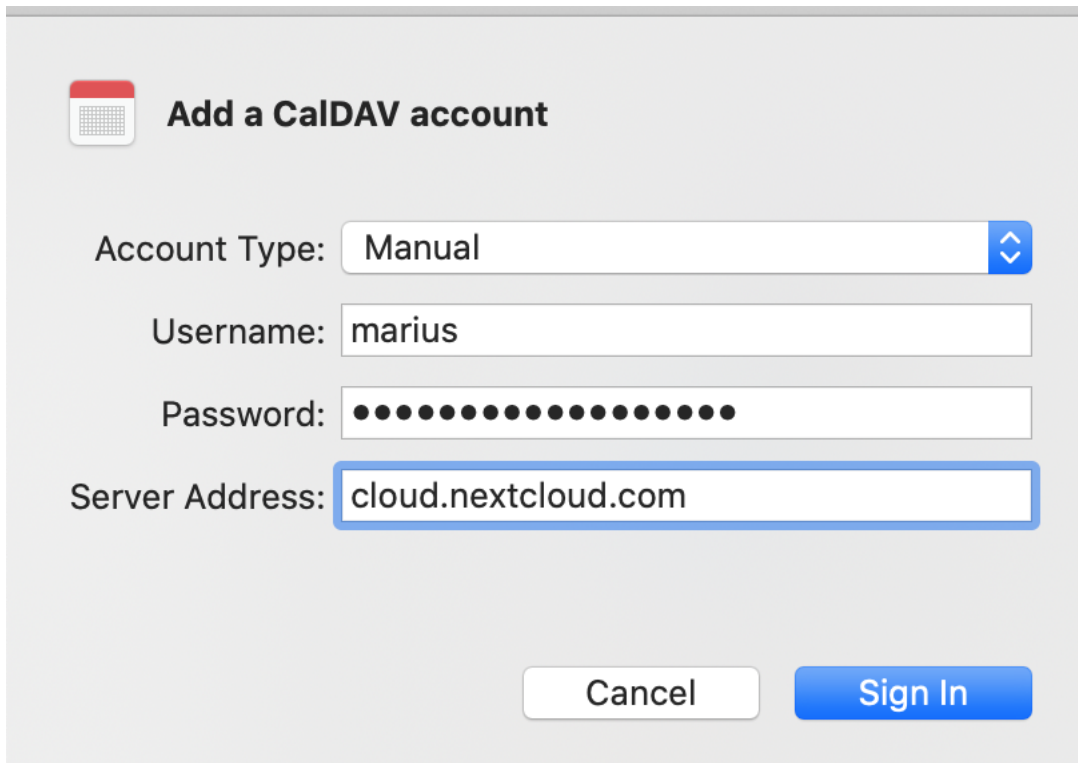 Add a CalDAV account
Account Type: Manual
Username: marius
Password: ••••••••••••••••••
Server Address: cloud.nextcloud.com
Cancel Sign In